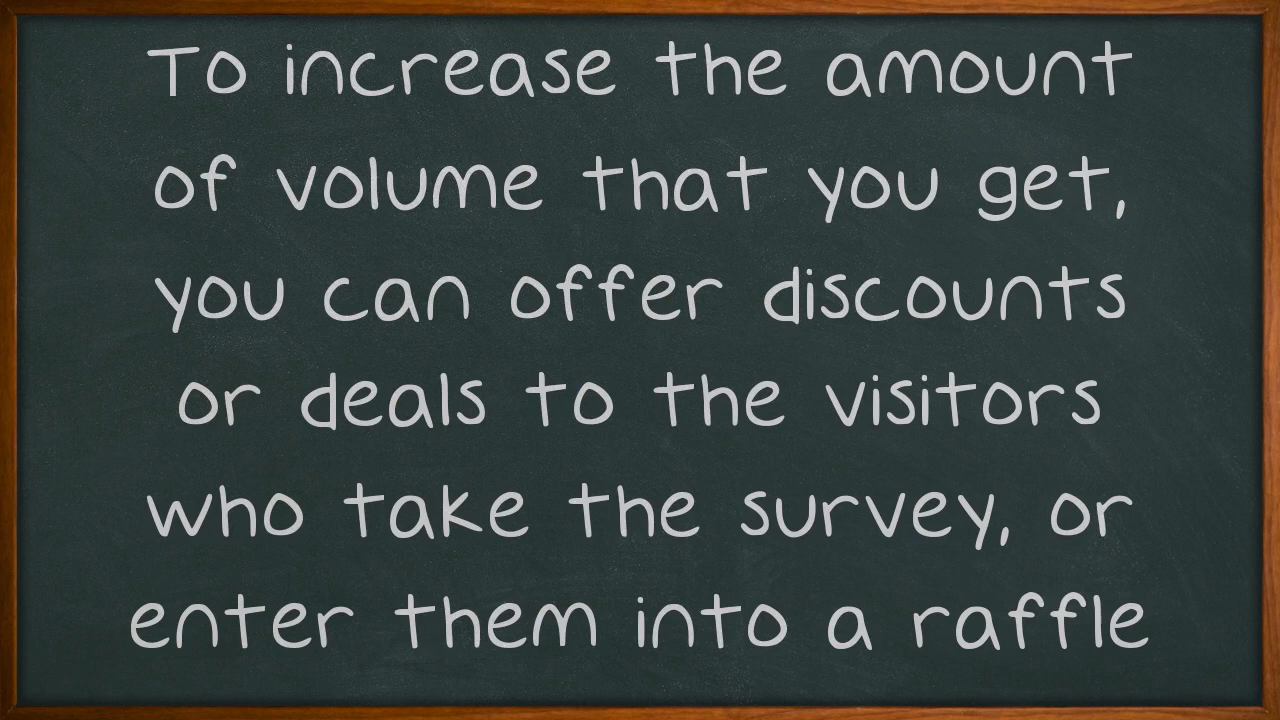 To increase the amount
of volume that you get,
you can offer discounts
or deals to the visitors
who take the survey, or
enter them into a raffle